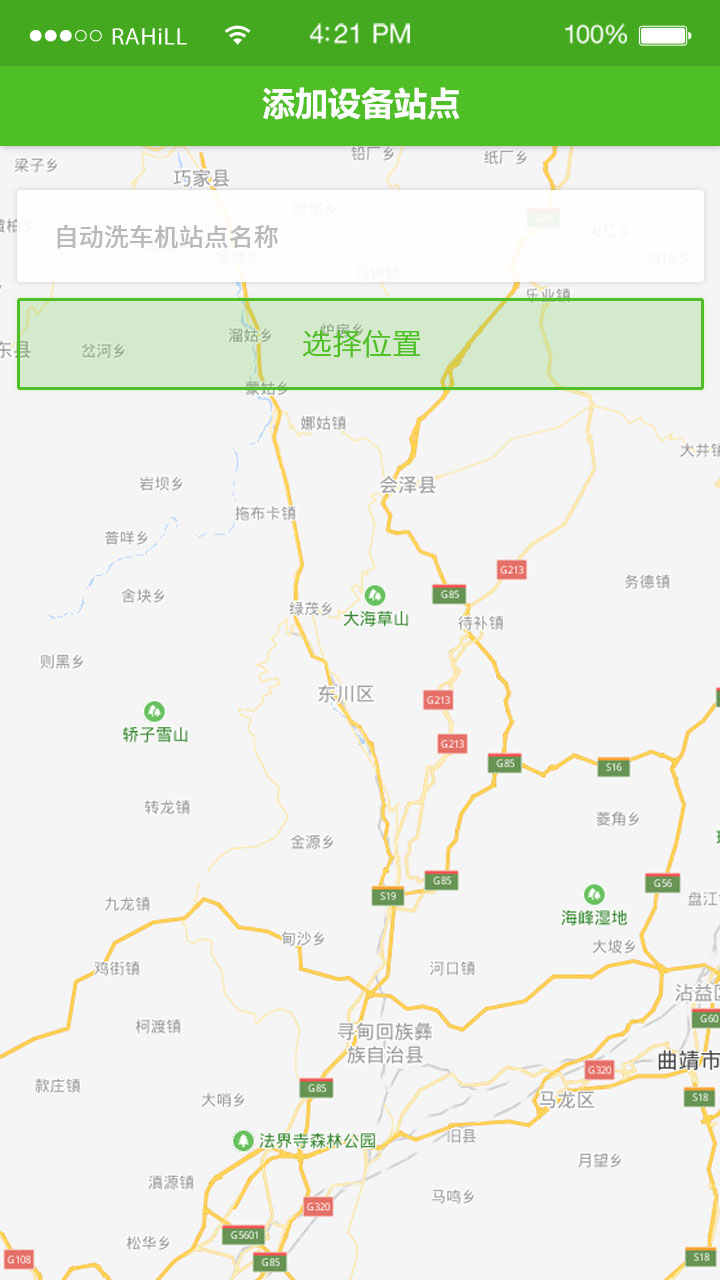 RAHiLL 4:21 PM 100%
添加设备站点
铅厂乡
纸厂乡
梁子乡
巧家县
G85
火红乡
自动洗车机站点名称
马树镇
乐业镇
溜姑乡
炉房乡
选择位置
东县
岔河乡
蒙姑乡
娜姑镇
大井镇
岩坝乡
会泽县
拖布卡镇
普咩乡
G213
务德镇
舍块乡
G85
绿茂乡
大海草山
待补镇
则黑乡
东川区
G213
轿子雪山
G213
G85
S16
转龙镇
菱角乡
金源乡
G85
G56
S19
九龙镇
盘江
海峰湿地
甸沙乡
大坡乡
鸡街镇
河口镇
沾益区
柯渡镇
G60
寻甸回族彝
族自治县
曲靖市
G320
款庄镇
G85
S18
大哨乡
马龙区
法界寺森林公园
旧县
月望乡
滇源镇
马鸣乡
G320
G5601
松华乡
G108
G85
S18